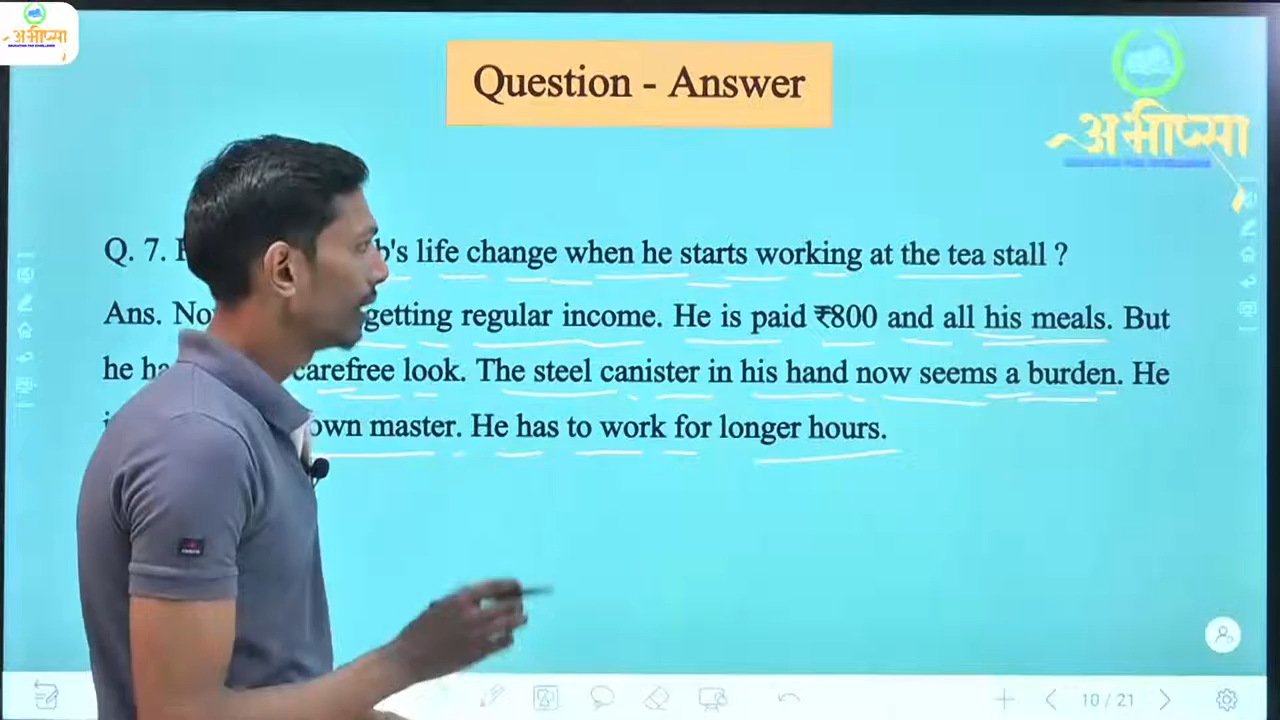 अभीप्सा
Question - Answer
अभीप्सा
Q. 7. b's life change when he starts working at the tea stall ?
Ans. getting regular income. He is paid ₹800 and all his meals. But
he carefree look. The steel canister in his hand now seems a burden. He
own master. He has to work for longer hours.
10 / 21